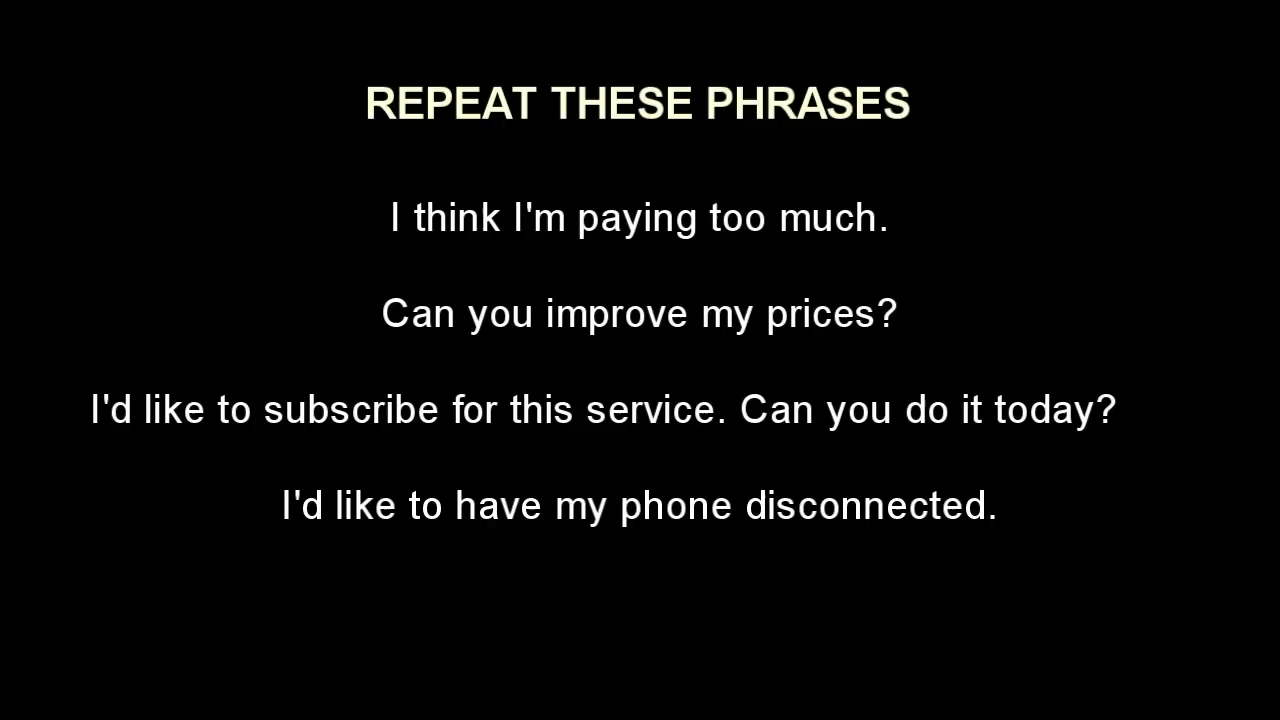 REPEAT THESE PHRASES
I think I'm paying too much.
Can you improve my prices?
I'd like to subscribe for this service. Can you do it today?
I'd like to have my phone disconnected.